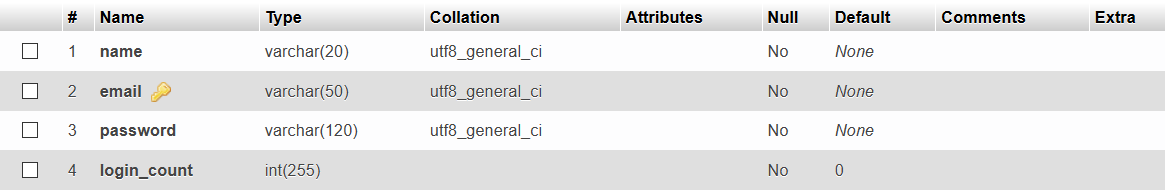 # Name Type Collation Attributes Null Default Comments Extra
1 name varchar(20) utf8_general_ci No None
2 email varchar(50) utf8_general_ci No None
3 password varchar(120) utf8_general_ci No None
4 login_count int(255) No 0